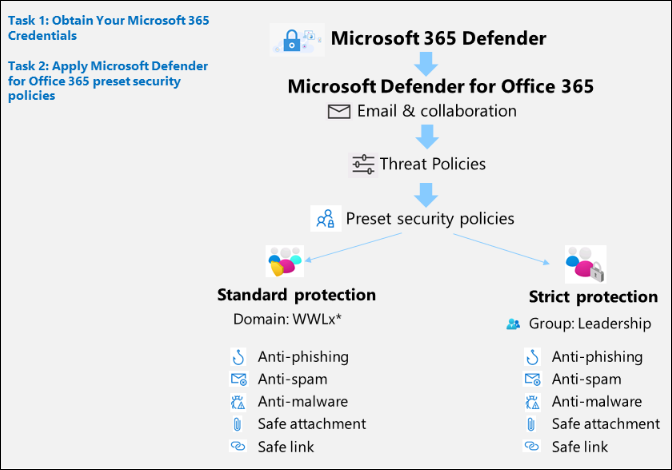 Task 1: Obtain Your Microsoft 365
Credentials
Task 2: Apply Microsoft Defender
for Office 365 preset security
policies
Microsoft 365 Defender
Microsoft Defender for Office 365
Email & collaboration
Threat Policies
Preset security policies
Standard protection
Domain: WWLx*
Anti-phishing
Anti-spam
Anti-malware
Safe attachment
Safe link
Strict protection
Group: Leadership
Anti-phishing
Anti-spam
Anti-malware
Safe attachment
Safe link